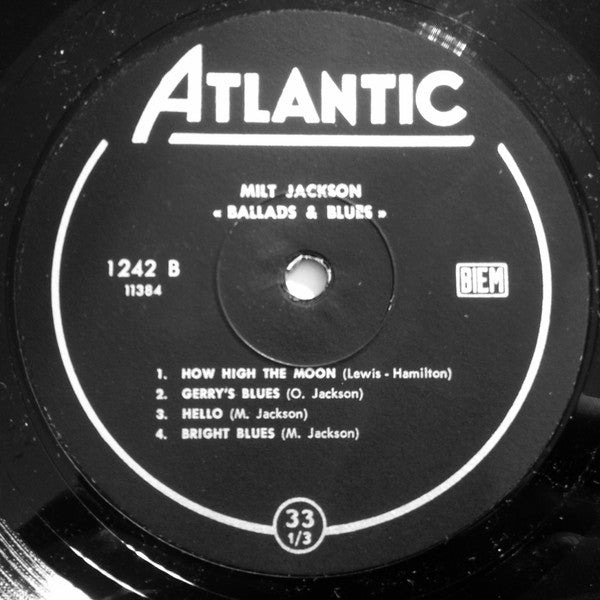 ATLANTIC
MILT JACKSON
« BALLADS & BLUES »
1242 B
11384
BIEM
1. HOW HIGH THE MOON (Lewis - Hamilton)
2. GERRY'S BLUES (O. Jackson)
3. HELLO (M. Jackson)
4. BRIGHT BLUES (M. Jackson)
33
1/3